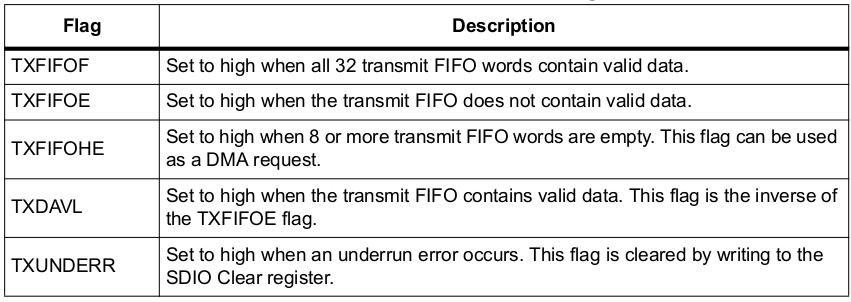 Flag Description
TXFIFOF Set to high when all 32 transmit FIFO words contain valid data.
TXFIFOE Set to high when the transmit FIFO does not contain valid data.
TXFIFOHE Set to high when 8 or more transmit FIFO words are empty. This flag can be used
as a DMA request.
TXDAVL Set to high when the transmit FIFO contains valid data. This flag is the inverse of
the TXFIFOE flag.
TXUNDERR Set to high when an underrun error occurs. This flag is cleared by writing to the
SDIO Clear register.